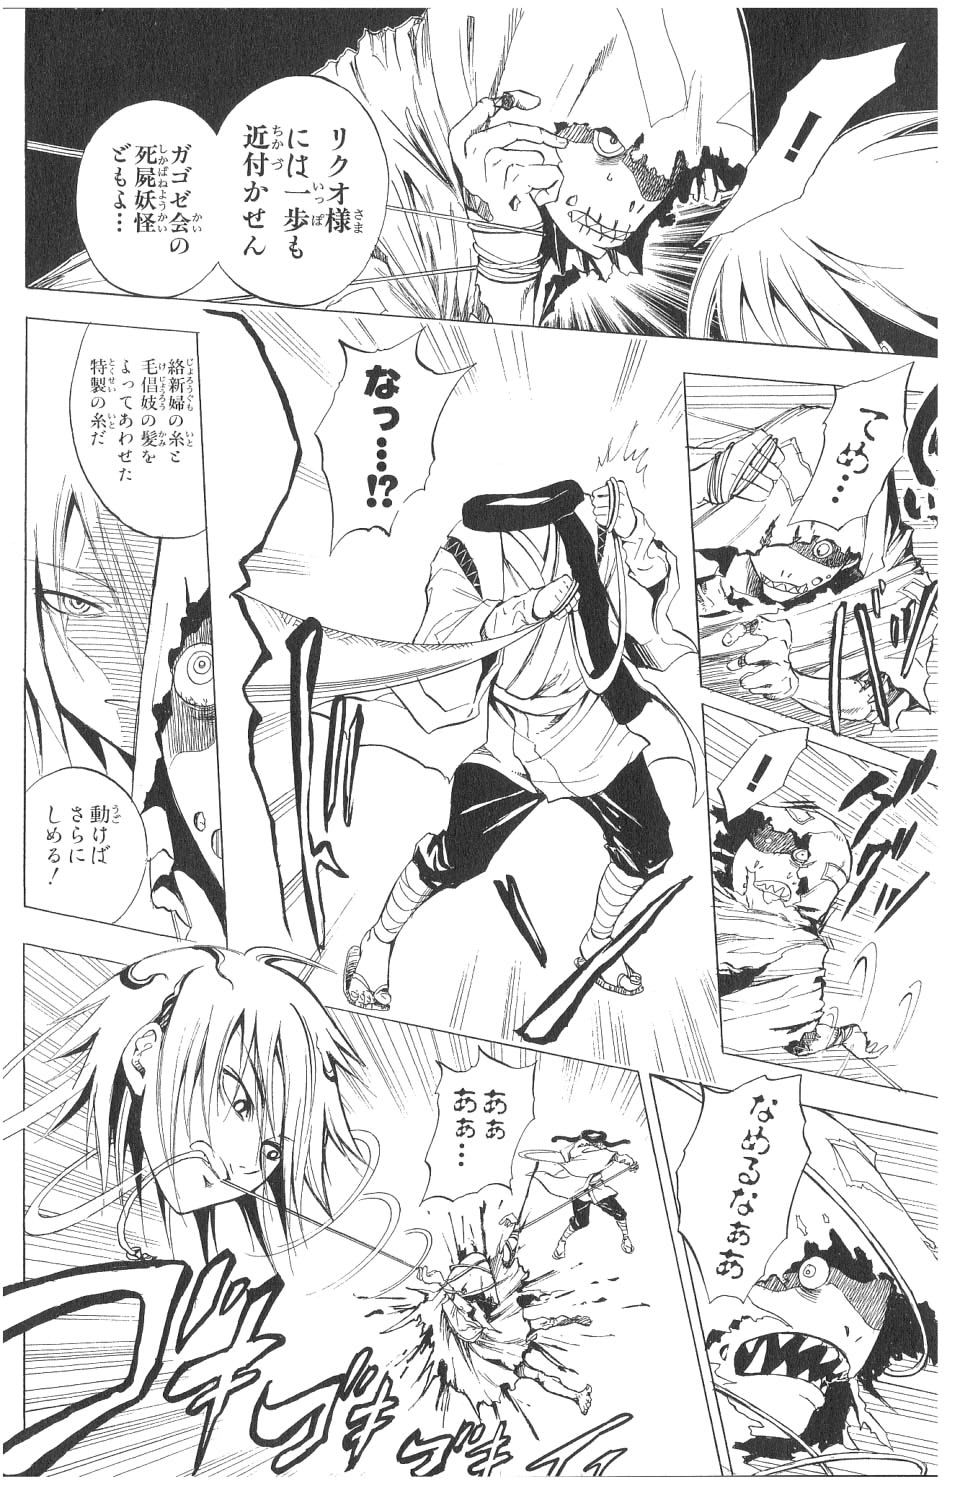 ！
リクオ様
には一歩も
近付かせん
ガゴゼ会の
死屍妖怪
どもよ…
てめ…
！
なっ…!?
絡新婦の糸と
毛倡妓の髪を
よってあわせた
特製の糸だ
動けば
さらに
しめる！
なめるなぁぁ
ああ
ああ…